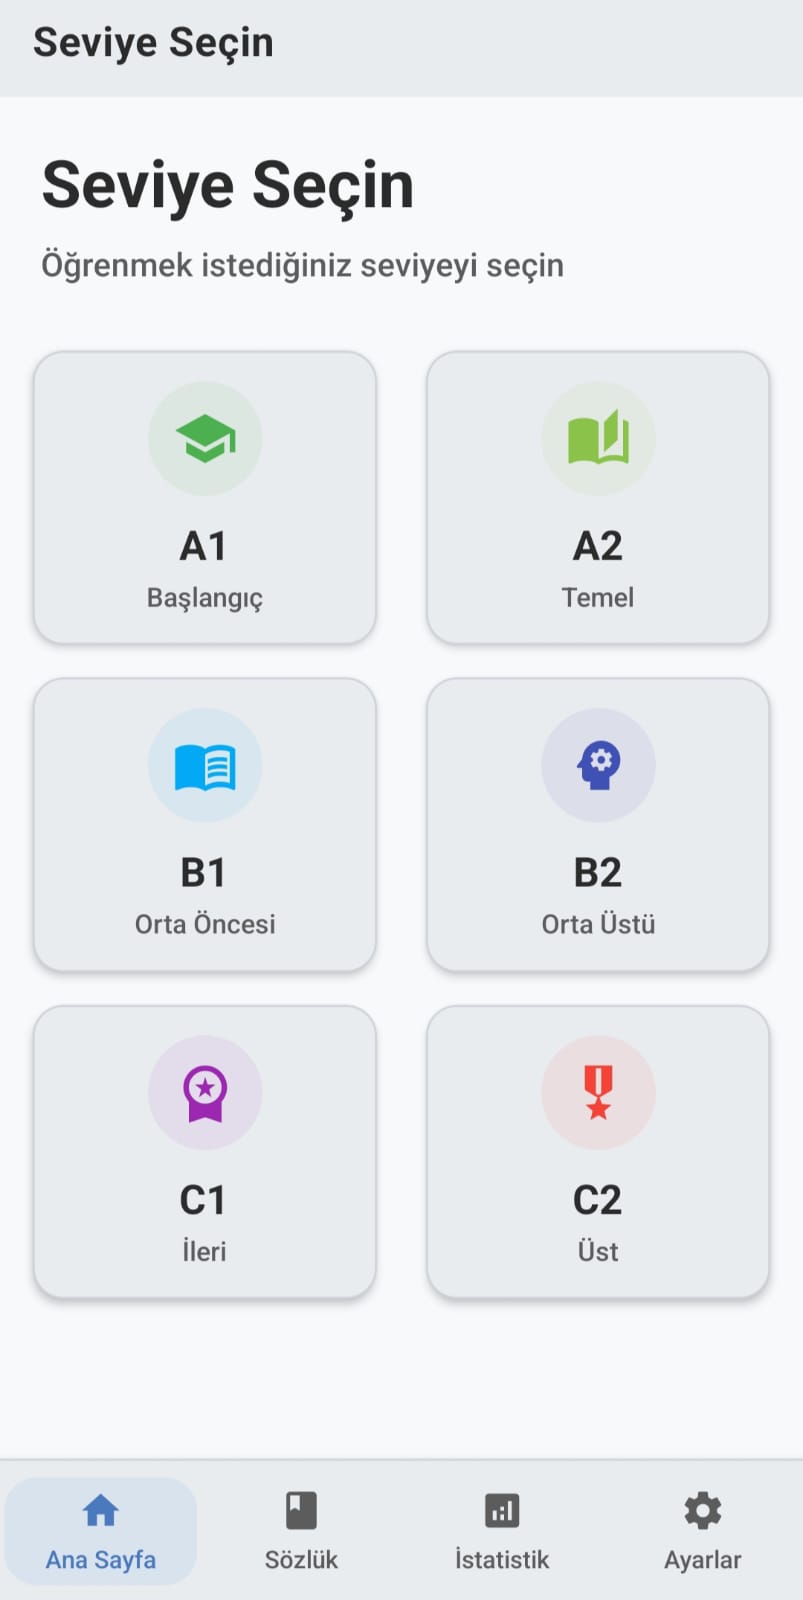 Seviye Seçin
Seviye Seçin
Öğrenmek istediğiniz seviyeyi seçin
A1
Başlangıç
A2
Temel
B1
Orta Öncesi
B2
Orta Üstü
C1
İleri
C2
Üst
Ana Sayfa
Sözlük
İstatistik
Ayarlar